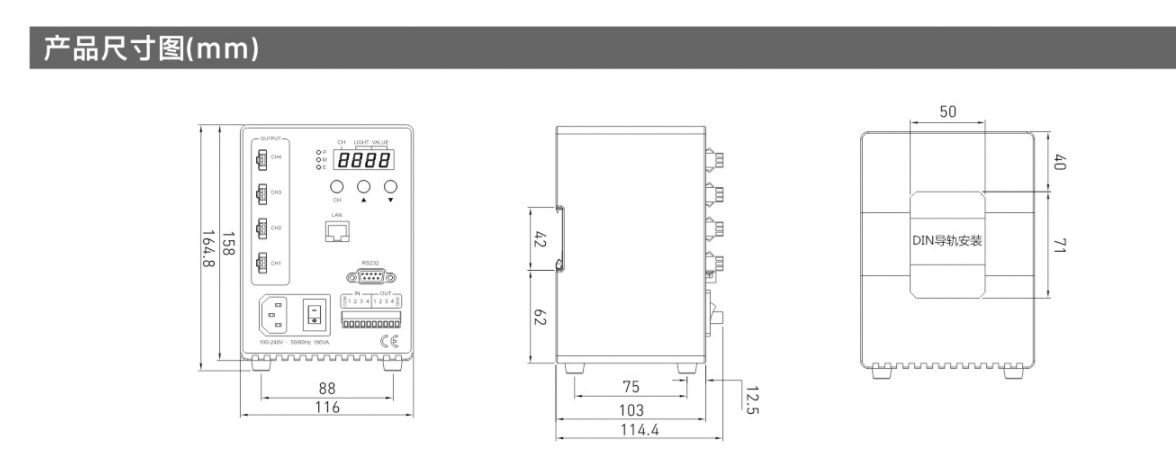 产品尺寸图(mm)
OUTPUT
CH4
CH3
CH2
CH1
CH LIGHT VALUE
P
M
E
8888
CH ▲ ▼
LAN
RS232
IN OUT
COM 1 2 3 4 1 2 3 4 GND
100-240V ~ 50/60Hz 180VA
CE
158
164.8
88
116
42
62
75
12.5
103
114.4
50
40
DIN导轨安装
71